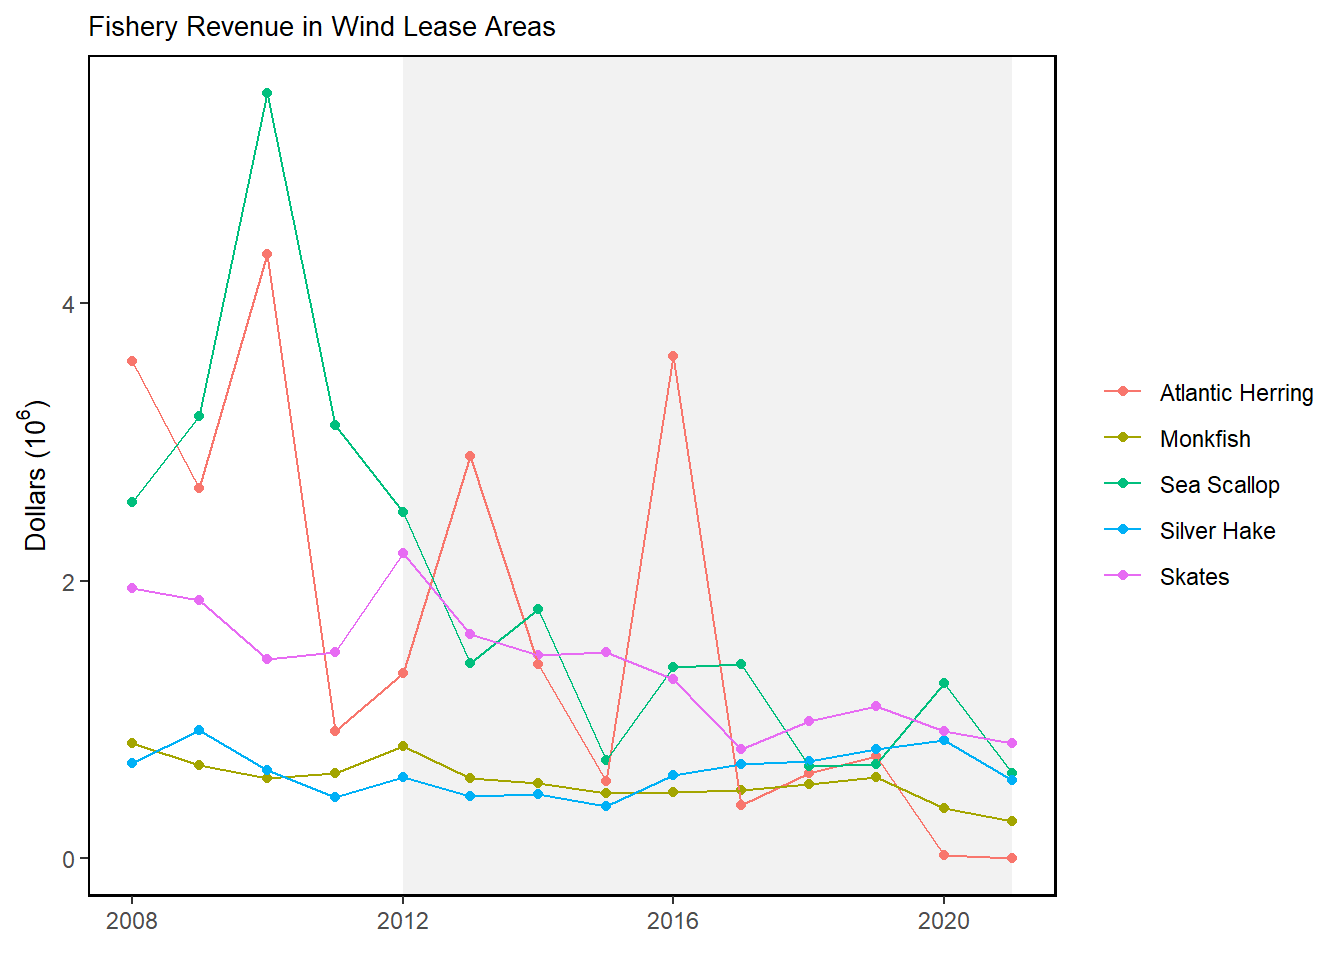 Fishery Revenue in Wind Lease Areas
Dollars (10⁶)
4
2
0
2008
2012
2016
2020
Atlantic Herring
Monkfish
Sea Scallop
Silver Hake
Skates